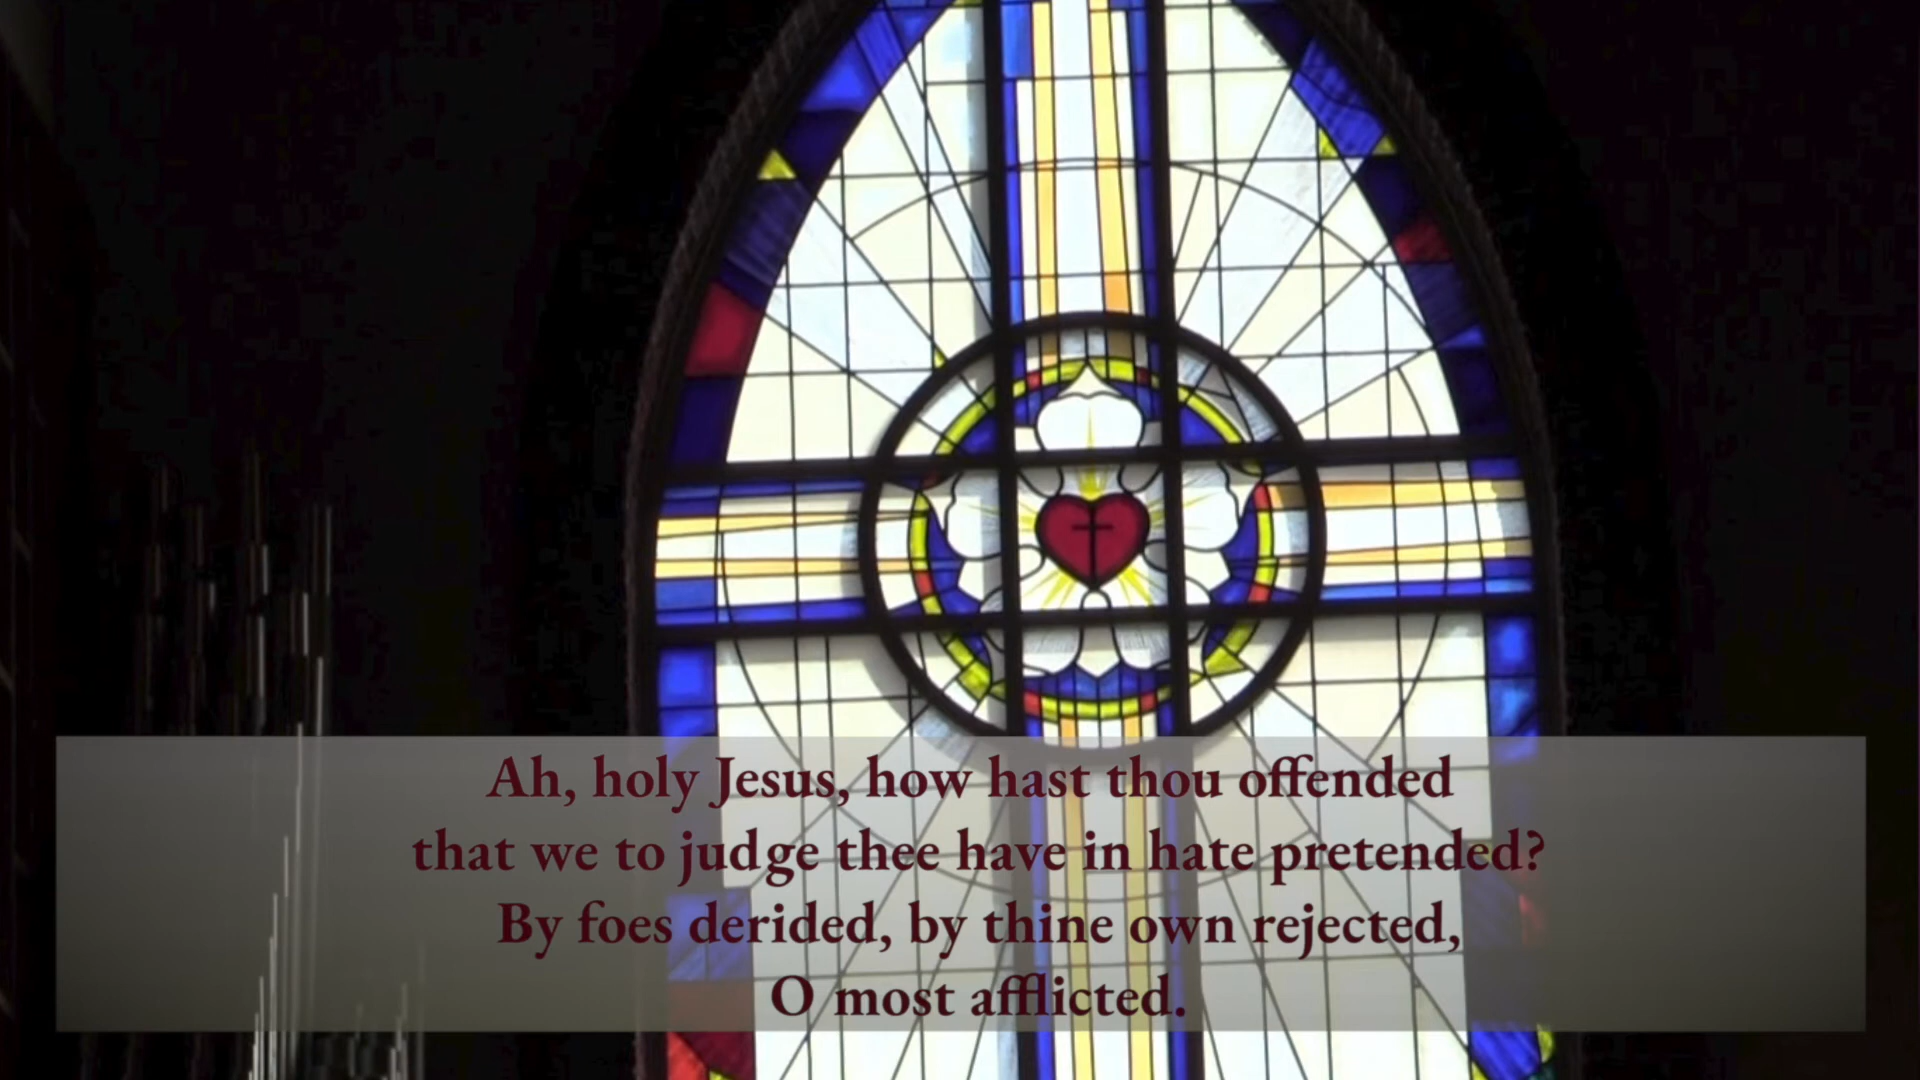 Ah, holy Jesus, how hast thou offended
that we to judge thee have in hate pretended?
By foes derided, by thine own rejected,
O most afflicted.